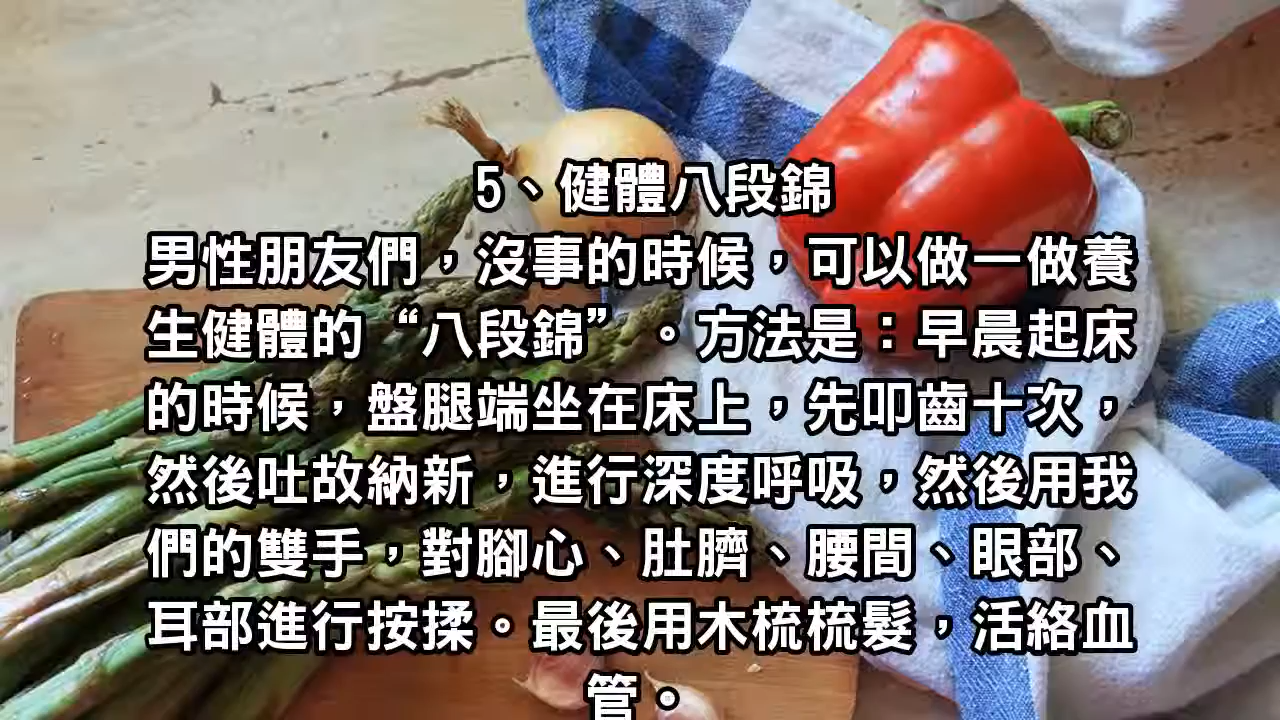 5、健體八段錦
男性朋友們，沒事的時候，可以做一做養
生健體的“八段錦”。方法是：早晨起床
的時候，盤腿端坐在床上，先叩齒十次，
然後吐故納新，進行深度呼吸，然後用我
們的雙手，對腳心、肚臍、腰間、眼部、
耳部進行按揉。最後用木梳梳髮，活絡血
管。